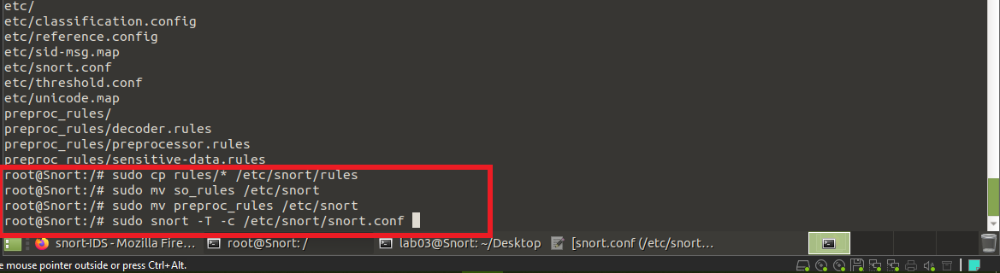 etc/
etc/classification.config
etc/reference.config
etc/sid-msg.map
etc/snort.conf
etc/threshold.conf
etc/unicode.map
preproc_rules/
preproc_rules/decoder.rules
preproc_rules/preprocessor.rules
preproc rules/sensitive-data.rules
root@Snort:/# sudo cp rules/* /etc/snort/rules
root@Snort:/# sudo mv so_rules /etc/snort
root@Snort:/# sudo mv preproc_rules /etc/snort
root@Snort:/# sudo snort -T -c /etc/snort/snort.conf
snort-IDS - Mozilla Fire... root@Snort: / lab03@Snort: ~/Desktop [snort.conf (/etc/snort...
e mouse pointer outside or press Ctrl+Alt.